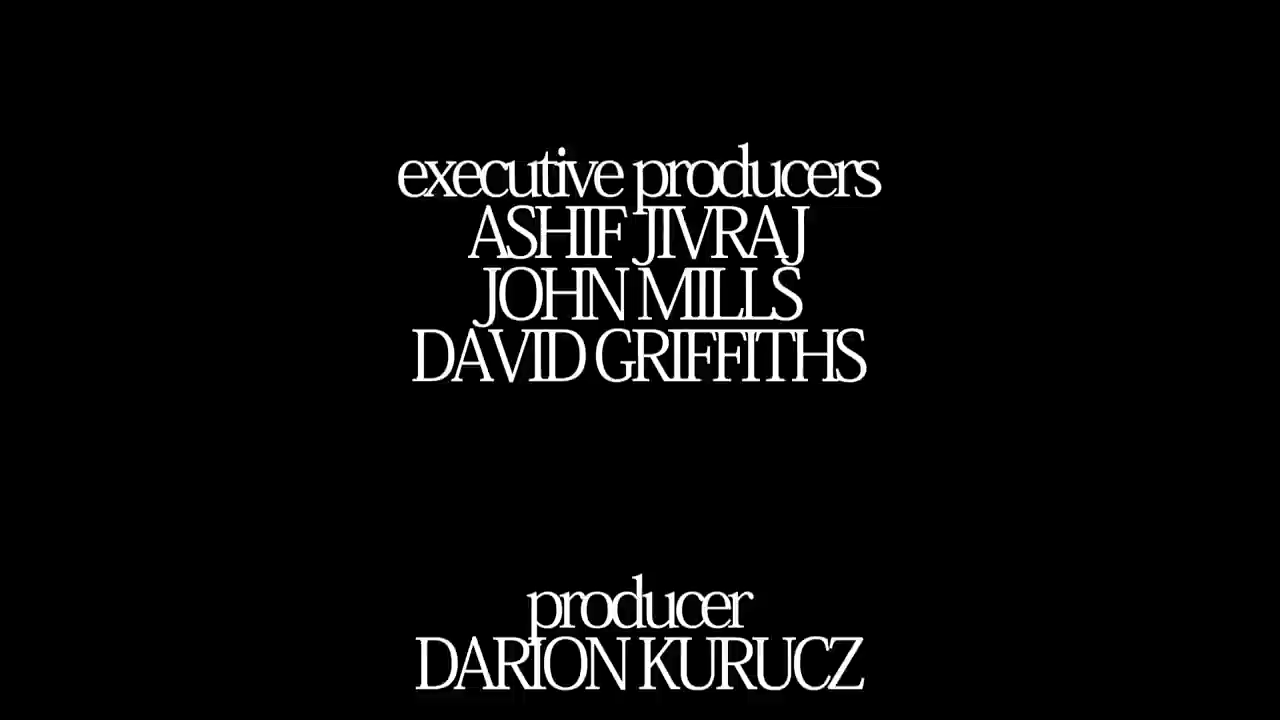 executive producers
ASHIF JIVRAJ
JOHN MILLS
DAVID GRIFFITHS
producer
DARION KURUCZ